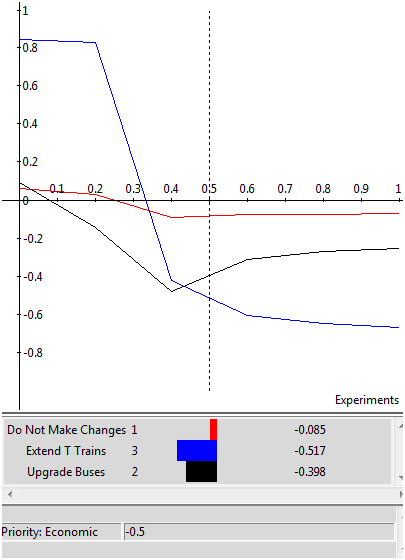 1
0.8
0.6
0.4
0.2
0.1 0.2 0.3 0.4 0.5 0.6 0.7 0.8 0.9 1
0
-0.2
-0.4
-0.6
-0.8
Experiments
Do Not Make Changes 1 -0.085
Extend T Trains 3 -0.517
Upgrade Buses 2 -0.398
Priority: Economic -0.5